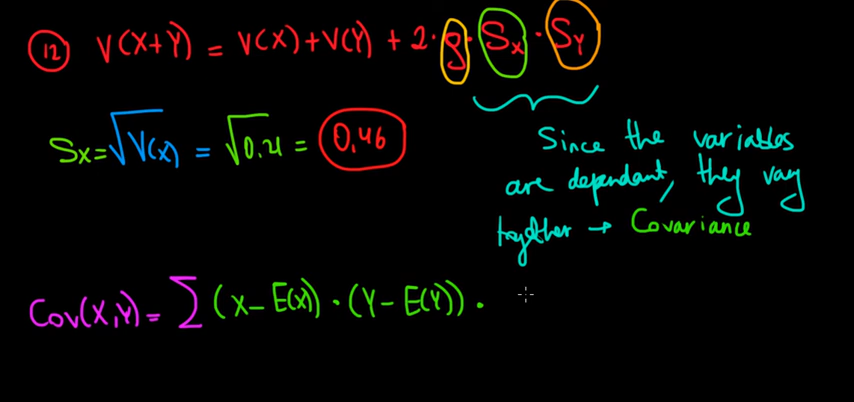 12 V(X+Y) = V(X)+V(Y) + 2·ρ·Sx·Sy
Sx=√V(x) = √0.21 = 0,46
Since the variables
are dependant, they vary
together → Covariance
Cov(X,Y)= Σ (x-E(x))·(Y-E(Y))·